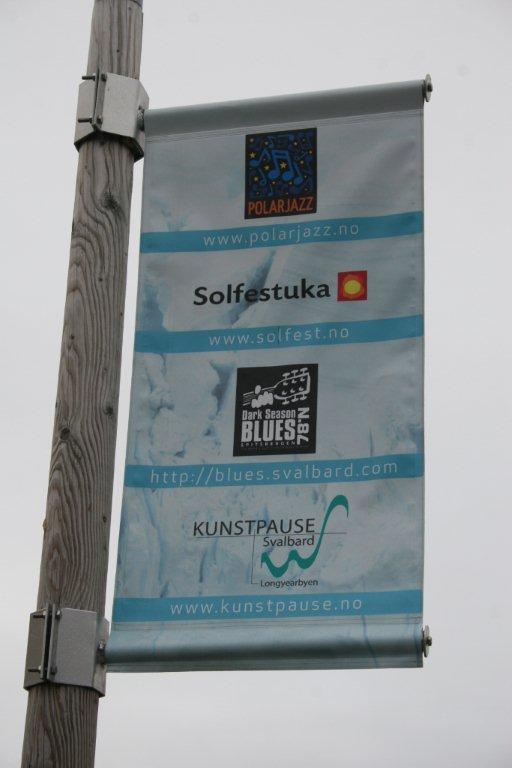 POLARJAZZ
www.polarjazz.no
Solfestuka
www.solfest.no
Dark Season
BLUES
SPITSBERGEN
78.N
http://blues.svalbard.com
KUNSTPAUSE
Svalbard
Longyearbyen
www.kunstpause.no